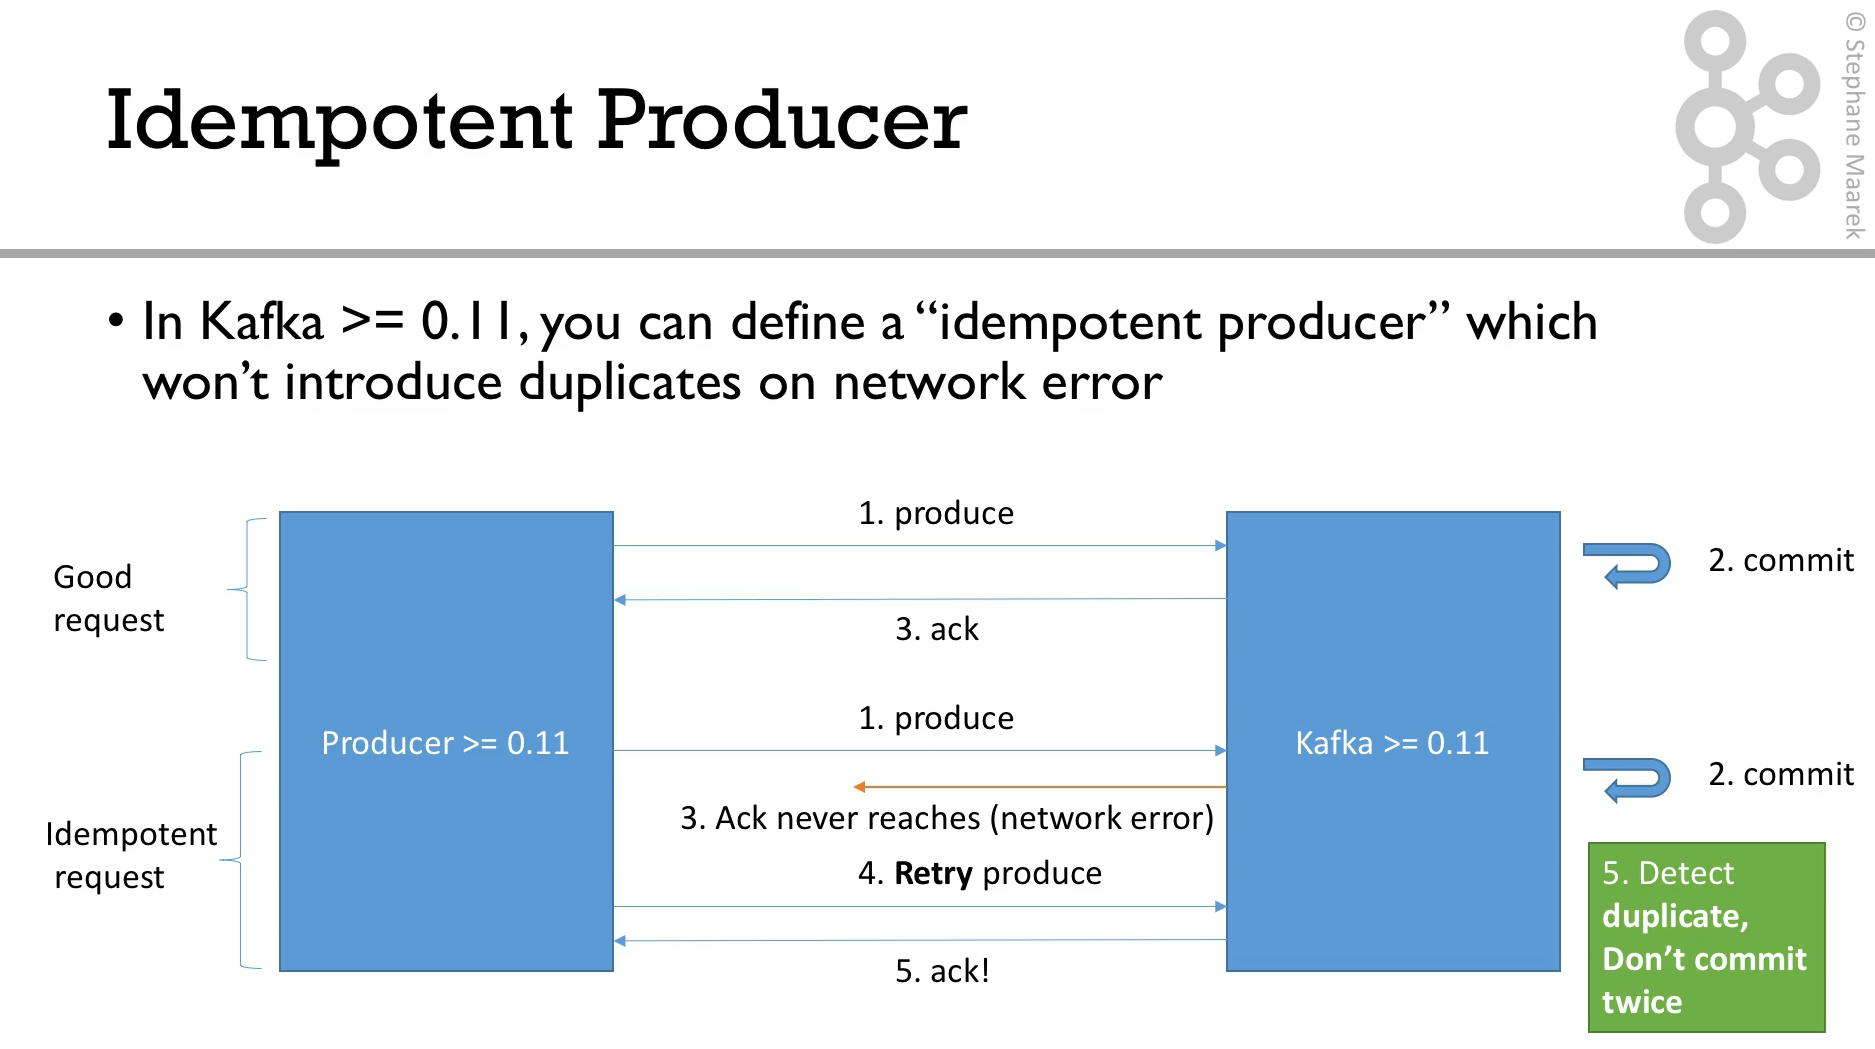 Idempotent Producer
© Stephane Maarek
• In Kafka >= 0.11, you can define a “idempotent producer” which
won’t introduce duplicates on network error
Good
request
Producer >= 0.11
1. produce
3. ack
Kafka >= 0.11
2. commit
Idempotent
request
1. produce
3. Ack never reaches (network error)
4. Retry produce
5. ack!
2. commit
5. Detect
duplicate,
Don’t commit
twice